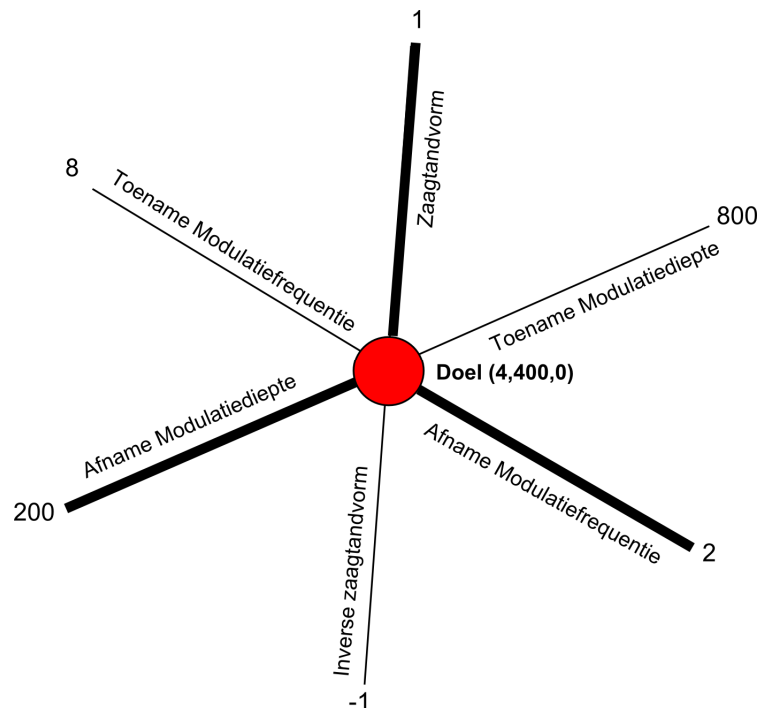 1
Zaagtandvorm
8
Toename Modulatiefrequentie
800
Toename Modulatiediepte
Doel (4,400,0)
Afname Modulatiediepte
200
Afname Modulatiefrequentie
2
Inverse zaagtandvorm
-1